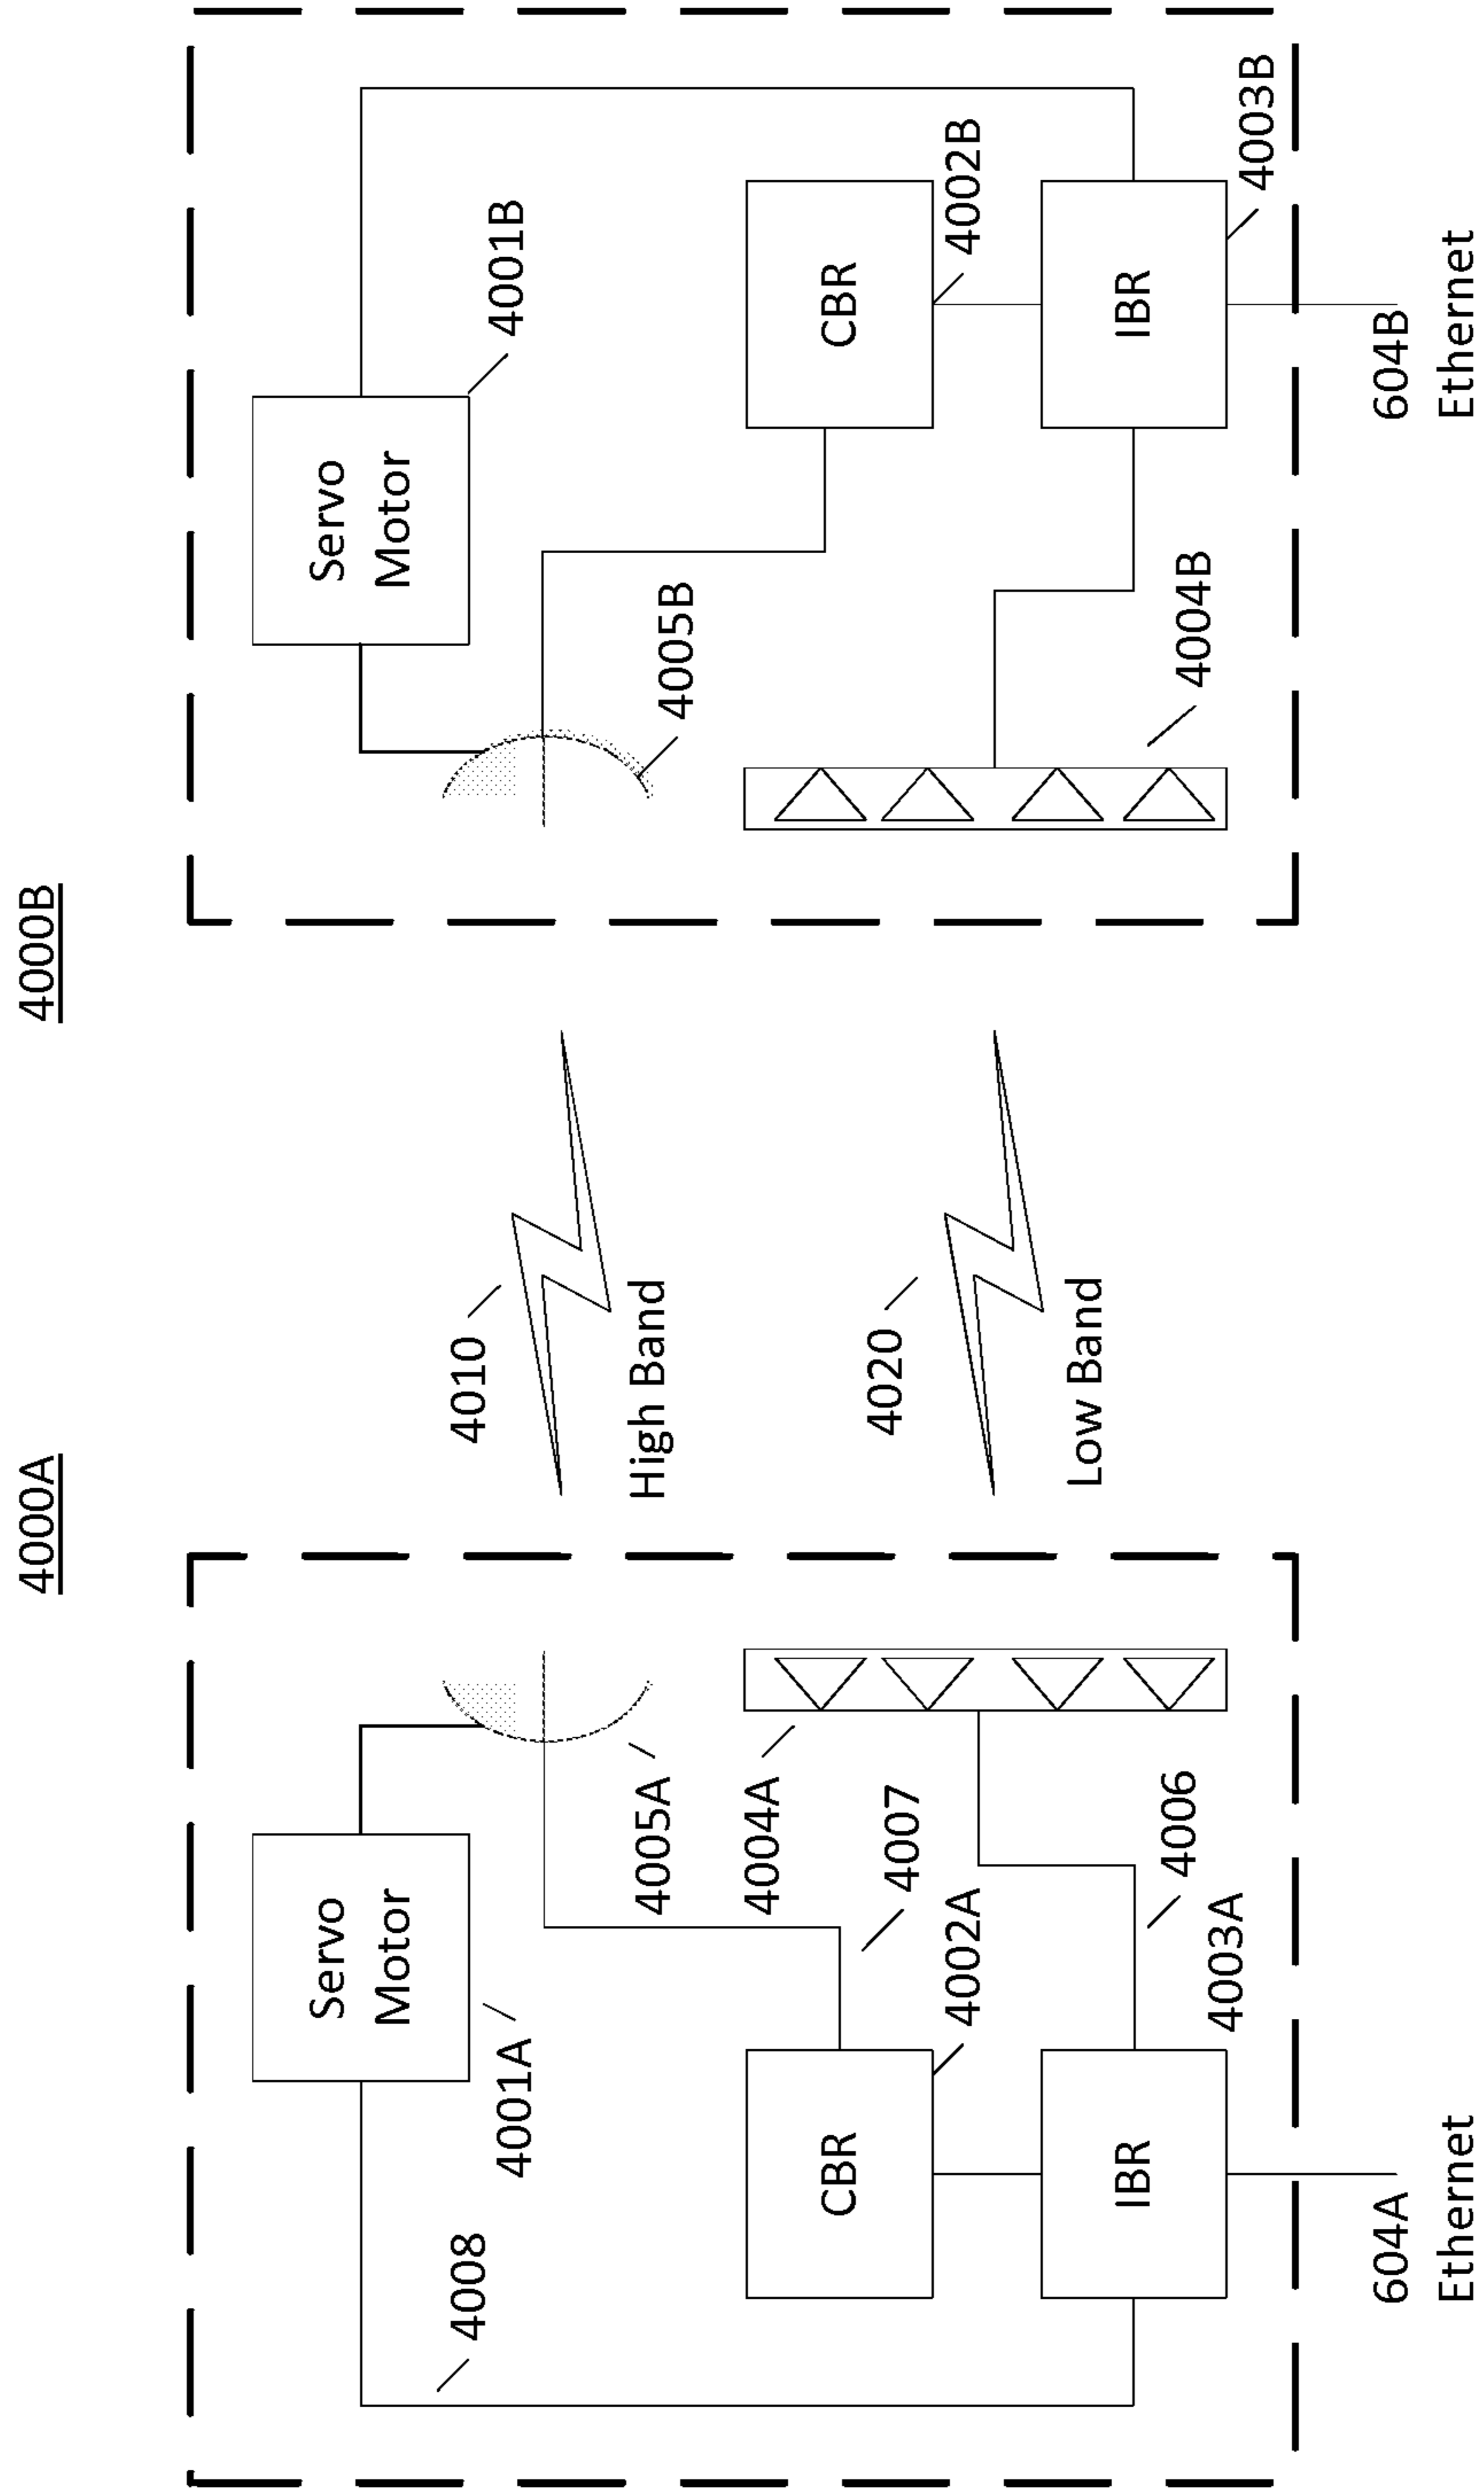 4000A
4000B
Servo
Motor
4008
4001A
4005A
4010
High Band
Servo
Motor
4001B
4005B
4004A
4007
4002A
CBR
4020
Low Band
CBR
4002B
4006
4003A
IBR
4004B
IBR
4003B
604A
Ethernet
604B
Ethernet